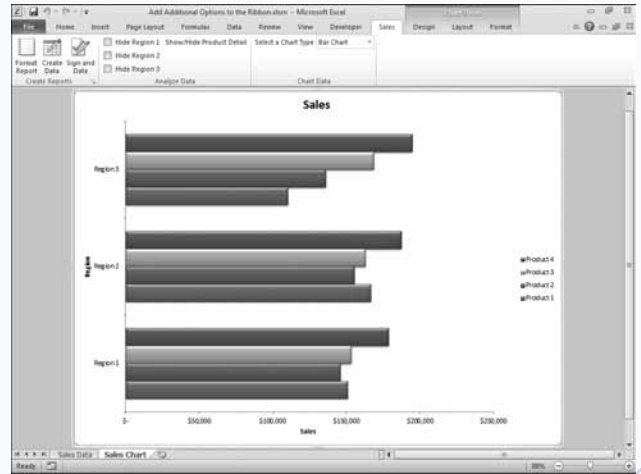 Add Additional Options to the Ribbon.xlsm - Microsoft Excel
File Home Insert Page Layout Formulas Data Review View Developer Sales Design Layout Format
Hide Region 1 Show/Hide Product Detail Select a Chart Type Bar Chart
Hide Region 2
Hide Region 3
Format Report Create Data Sign and Date
Create Reports Analyze Data Chart Data
Sales
Region 3
Region 2
Region 1
Region
Product 4
Product 3
Product 2
Product 1
$- $50,000 $100,000 $150,000 $200,000 $250,000
Sales
Sales Data Sales Chart
Ready 88%